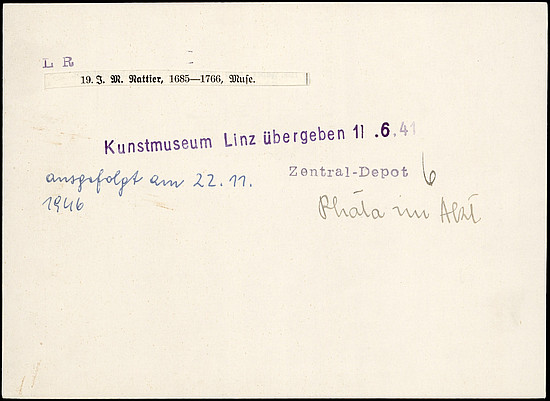 L R
19. J. M. Nattier, 1685—1766, Muse.
Kunstmuseum Linz übergeben 11.6.41
Zentral-Depot 6
ausgefolgt am 22.11.
1946
im Akt